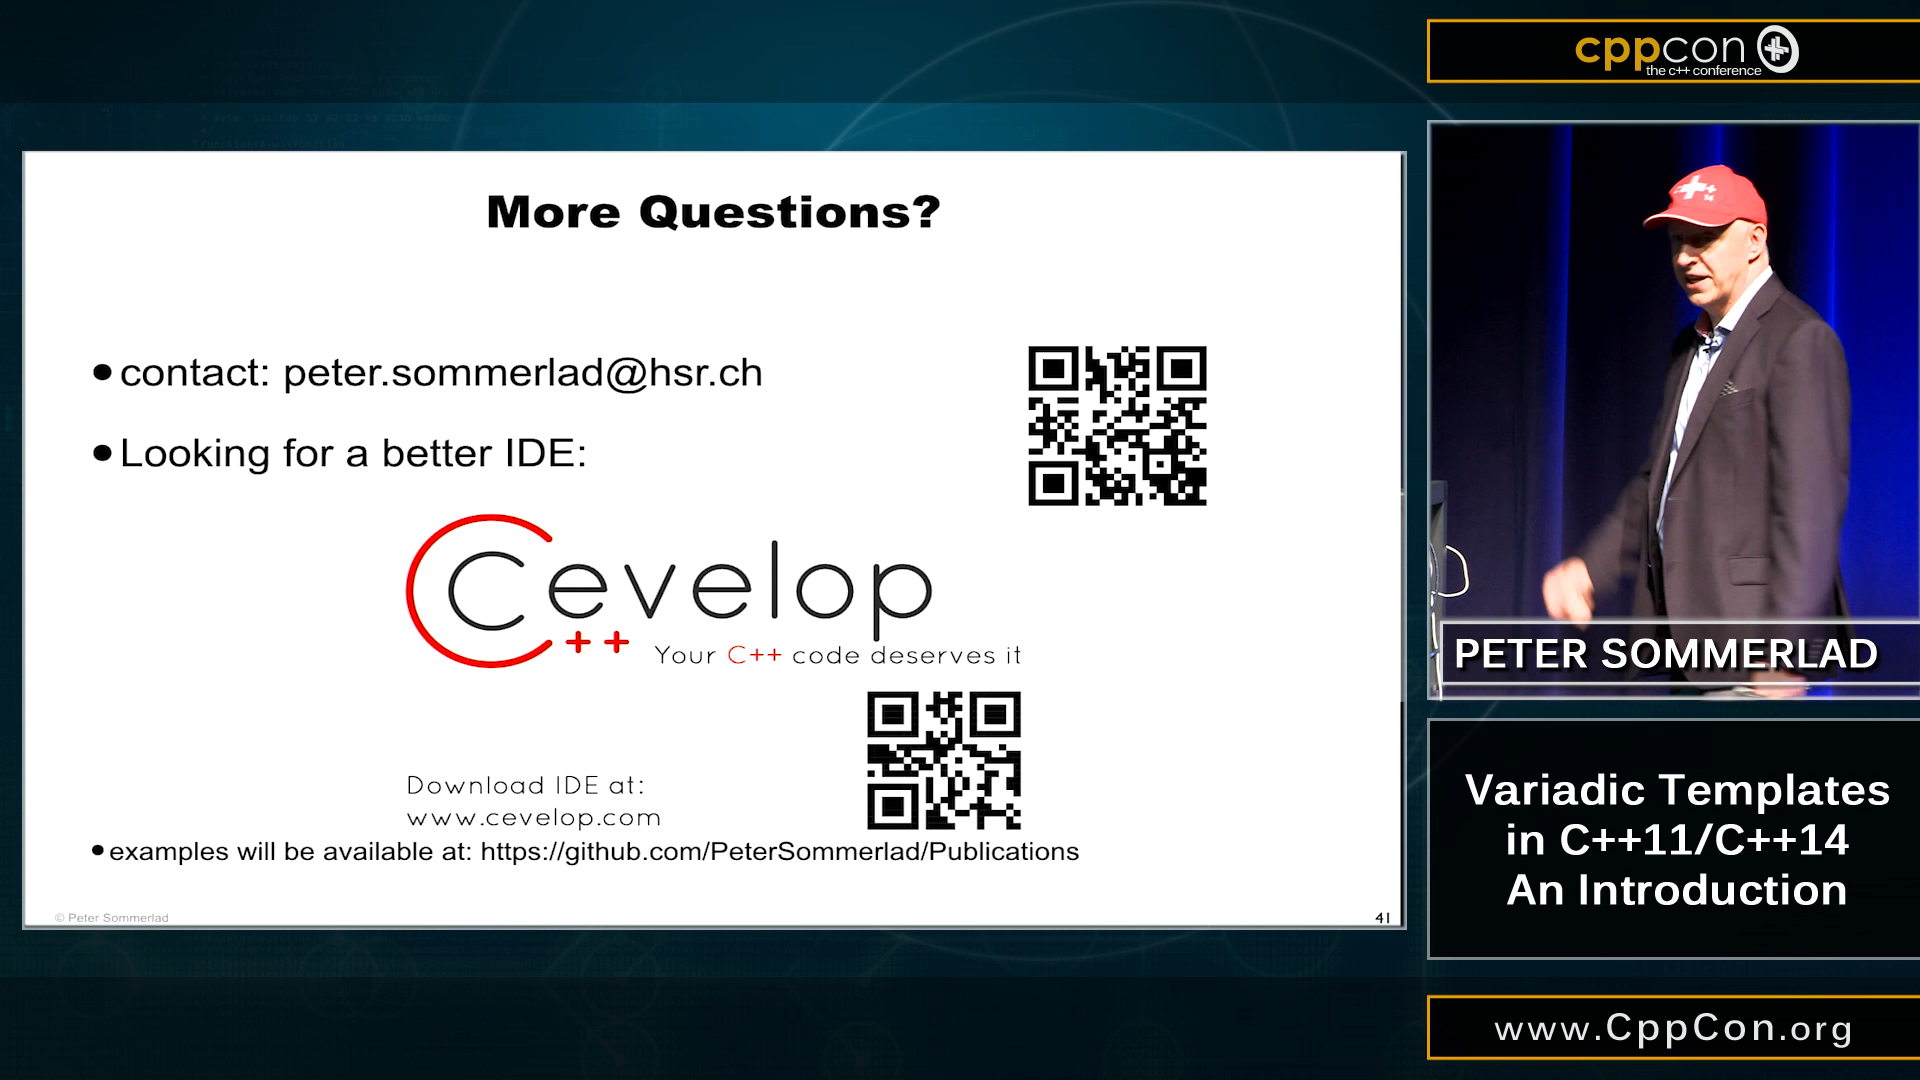 More Questions?
• contact: peter.sommerlad@hsr.ch
• Looking for a better IDE:
Cevelop
++ Your C++ code deserves it
Download IDE at:
www.cevelop.com
• examples will be available at: https://github.com/PeterSommerlad/Publications
© Peter Sommerlad
41
cppcon
the c++ conference
PETER SOMMERLAD
Variadic Templates
in C++11/C++14
An Introduction
www.CppCon.org